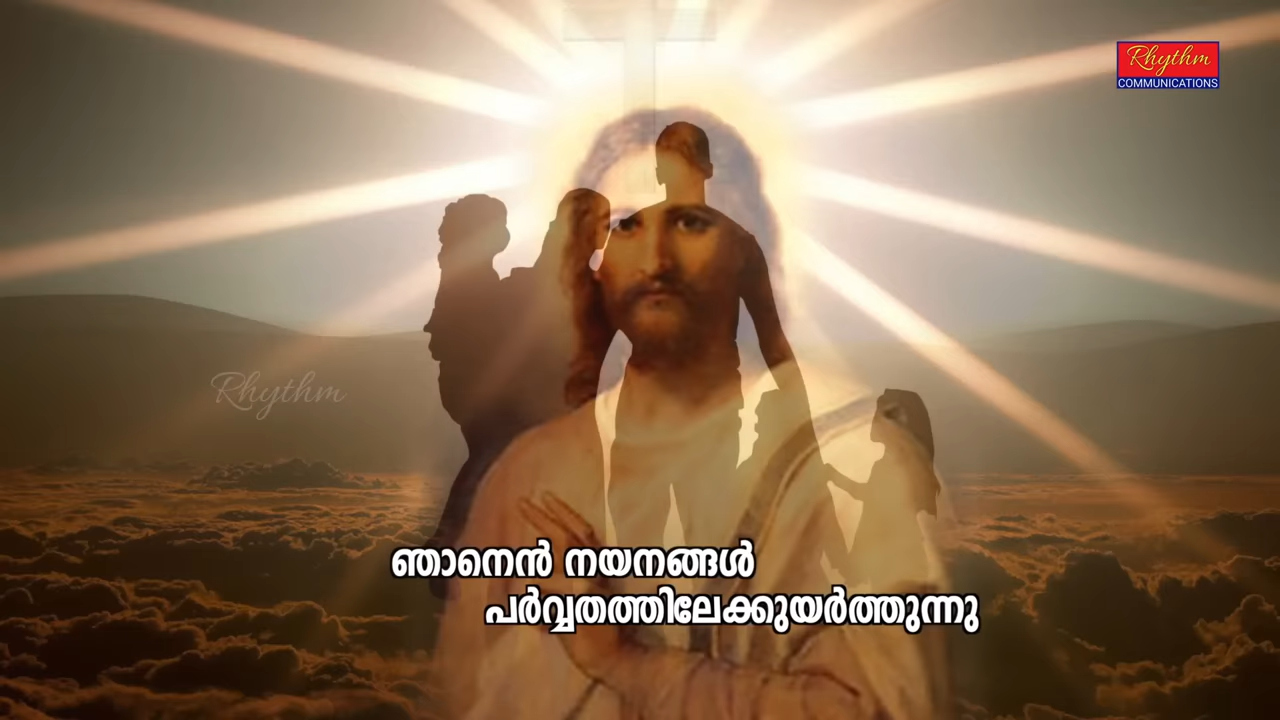 Rhythm
COMMUNICATIONS
Rhythm
ഞാനെൻ നയനങ്ങൾ
പർവ്വതത്തിലേക്കുയർത്തുന്നു